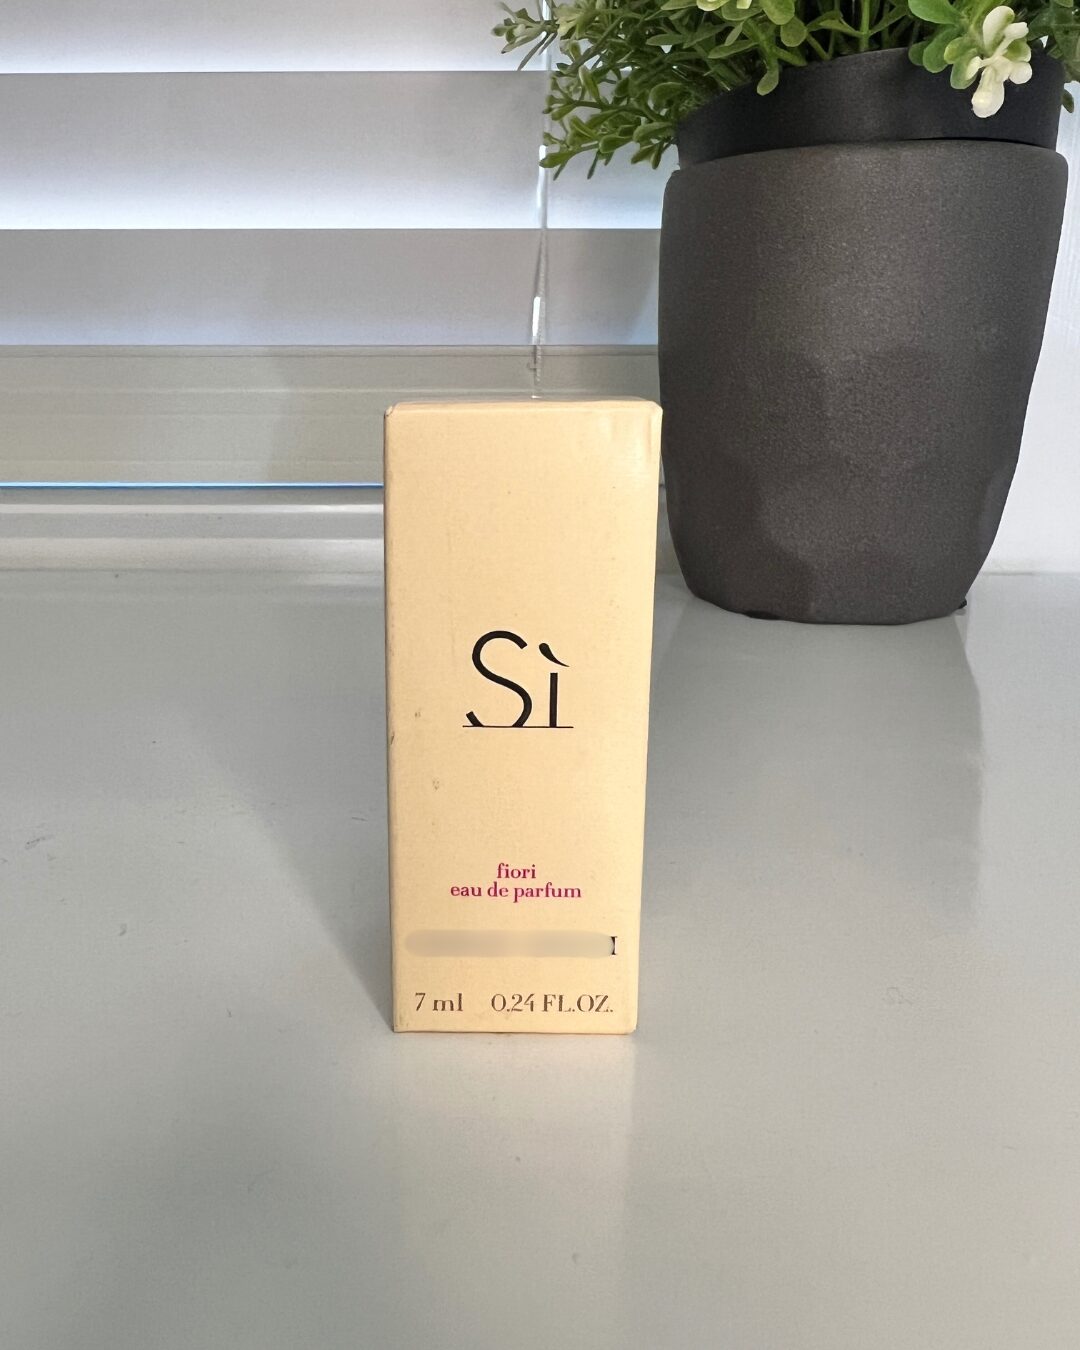 Sì
fiori
eau de parfum
7 ml 0.24 FL.OZ.